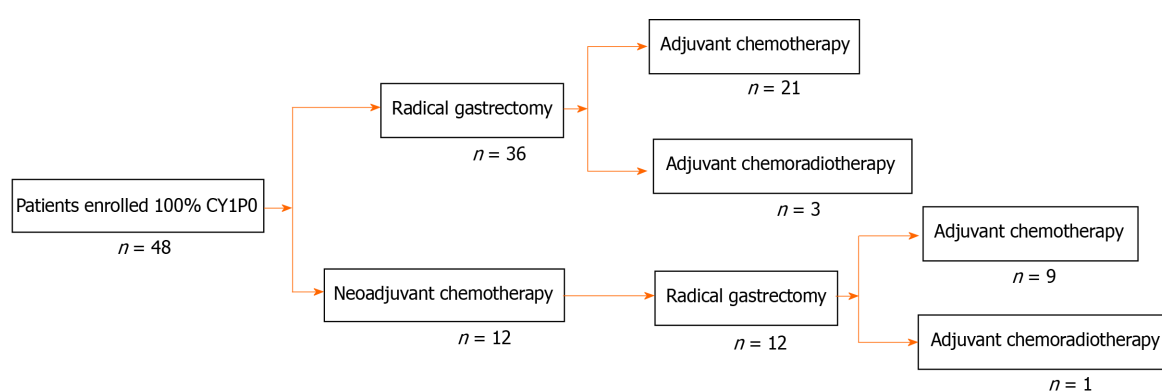 Adjuvant chemotherapy
n = 21
Radical gastrectomy
n = 36
Adjuvant chemoradiotherapy
n = 3
Patients enrolled 100% CY1P0
n = 48
Adjuvant chemotherapy
n = 9
Neoadjuvant chemotherapy
n = 12
Radical gastrectomy
n = 12
Adjuvant chemoradiotherapy
n = 1